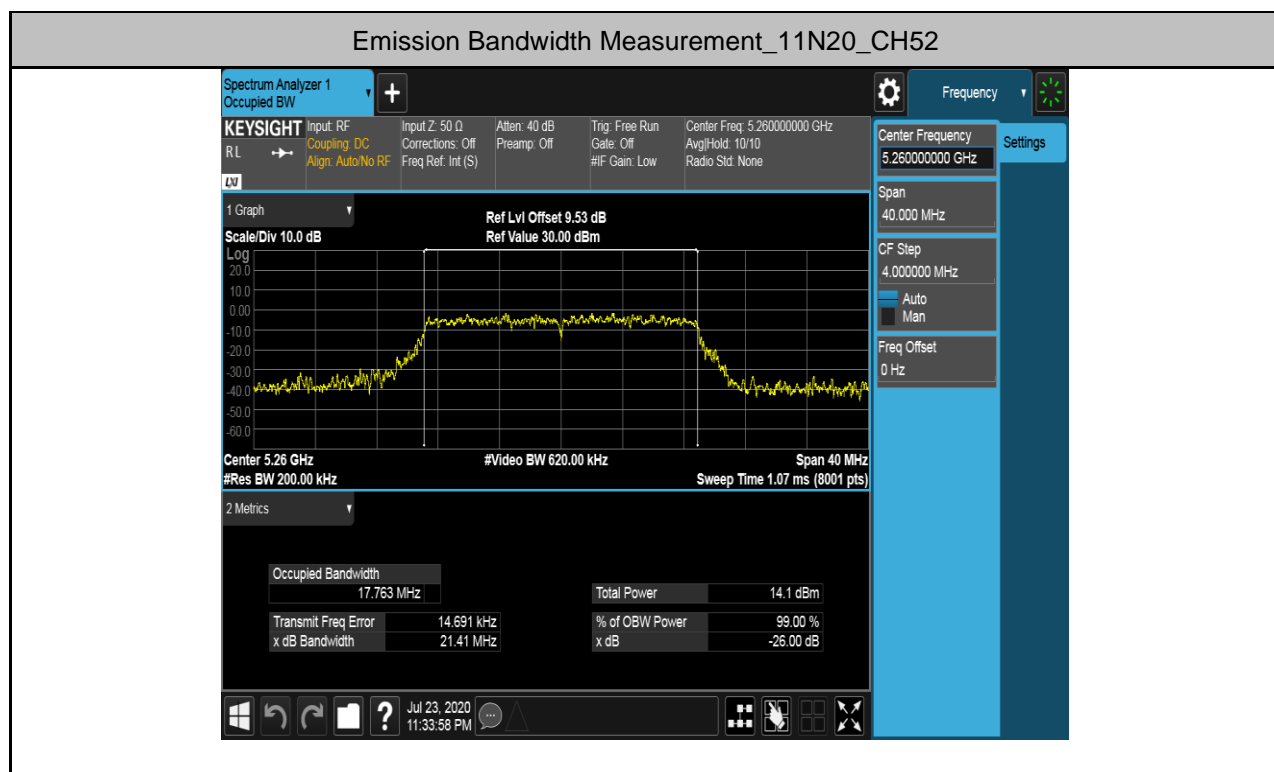 Emission Bandwidth Measurement_11N20_CH52
Spectrum Analyzer 1
Occupied BW
+
Frequency
KEYSIGHT
RL
LXI
Input: RF
Coupling: DC
Align: Auto/No RF
Input Z: 50 Ω
Corrections: Off
Freq Ref: Int (S)
Atten: 40 dB
Preamp: Off
Trig: Free Run
Gate: Off
#IF Gain: Low
Center Freq: 5.260000000 GHz
Avg|Hold: 10/10
Radio Std: None
Center Frequency
5.260000000 GHz
Settings
Span
40.000 MHz
CF Step
4.000000 MHz
Auto
Man
Freq Offset
0 Hz
1 Graph
Scale/Div 10.0 dB
Ref Lvl Offset 9.53 dB
Ref Value 30.00 dBm
Log
20.0
10.0
0.00
-10.0
-20.0
-30.0
-40.0
-50.0
-60.0
Center 5.26 GHz
#Video BW 620.00 kHz
Span 40 MHz
#Res BW 200.00 kHz
Sweep Time 1.07 ms (8001 pts)
2 Metrics
Occupied Bandwidth
17.763 MHz
Total Power 14.1 dBm
Transmit Freq Error 14.691 kHz
% of OBW Power 99.00 %
x dB Bandwidth 21.41 MHz
x dB -26.00 dB
?
Jul 23, 2020
11:33:58 PM